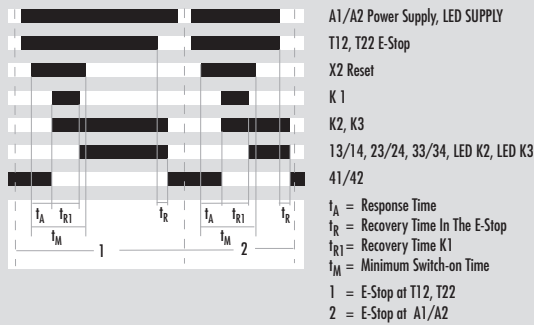 A1/A2 Power Supply, LED SUPPLY
T12, T22 E-Stop
X2 Reset
K 1
K2, K3
13/14, 23/24, 33/34, LED K2, LED K3
41/42
tA tR1 tR tA tR1 tR
tM tM
1 2
tA = Response Time
tR = Recovery Time In The E-Stop
tR1= Recovery Time K1
tM = Minimum Switch-on Time
1 = E-Stop at T12, T22
2 = E-Stop at A1/A2